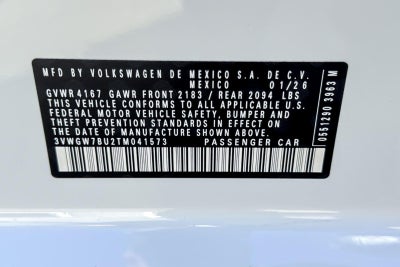 MFD BY VOLKSWAGEN DE MEXICO S.A. DE C.V.
MEXICO 01/26
GVWR 4167 GAWR FRONT 2183 / REAR 2094 LBS
THIS VEHICLE CONFORMS TO ALL APPLICABLE U.S.
FEDERAL MOTOR VEHICLE SAFETY, BUMPER AND
THEFT PREVENTION STANDARDS IN EFFECT ON
THE DATE OF MANUFACTURE SHOWN ABOVE.
3VWGW7BU2TM041573 PASSENGER CAR
0551290 3963 M